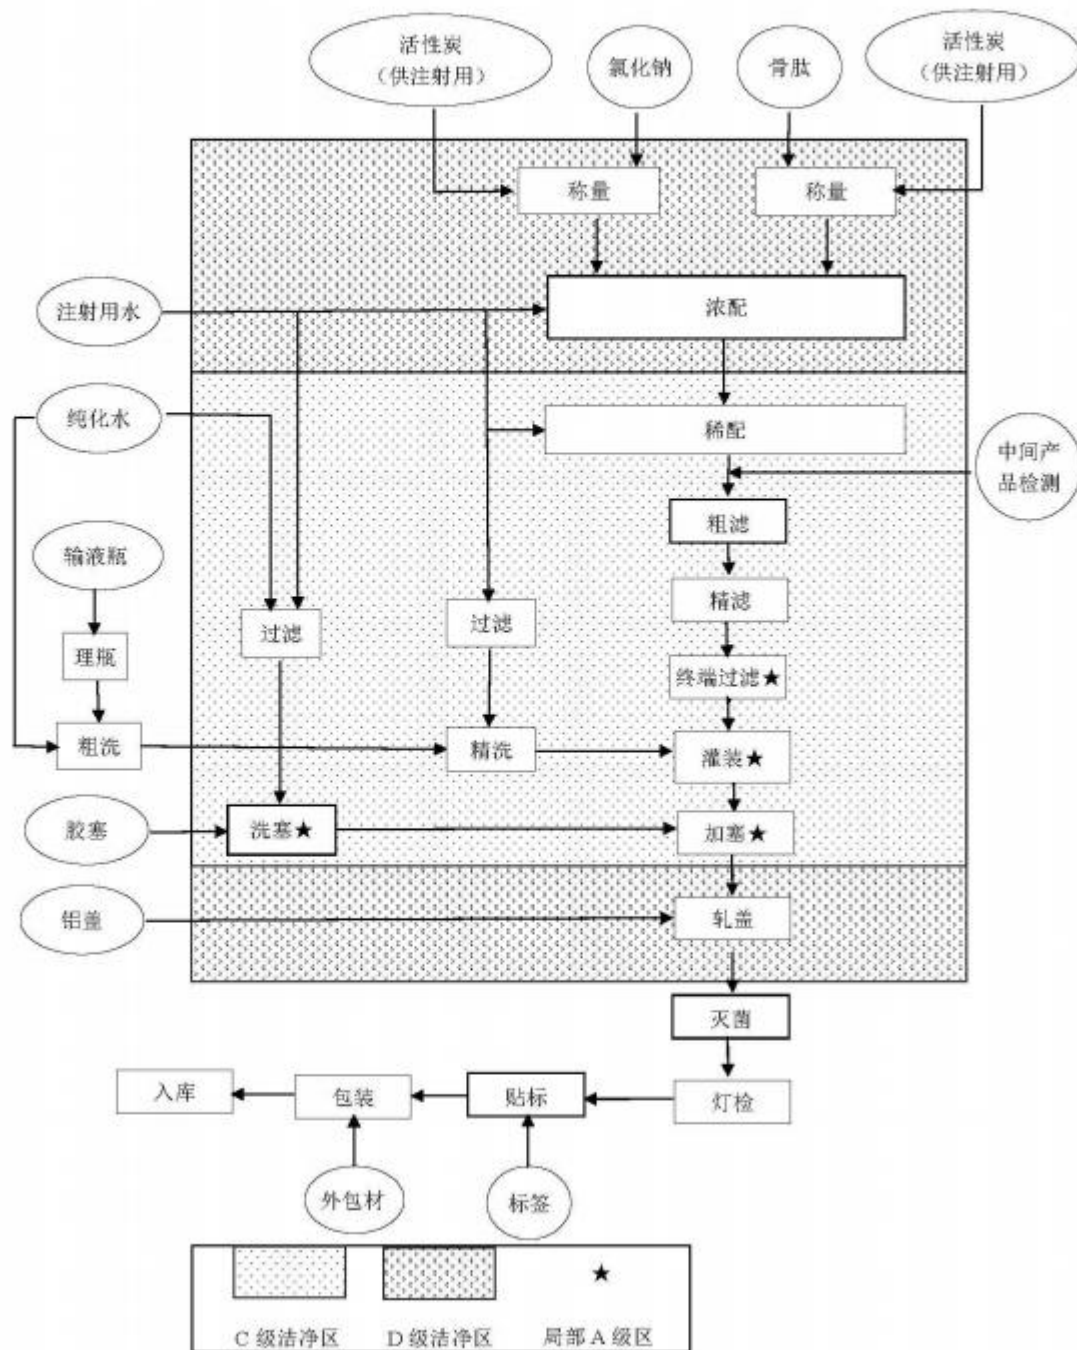 活性炭
（供注射用）
氯化钠
骨肽
活性炭
（供注射用）
称量
称量
注射用水
浓配
纯化水
稀配
中间产
品检测
粗滤
输液瓶
精滤
过滤
过滤
理瓶
终端过滤★
粗洗
精洗
灌装★
胶塞
洗塞★
加塞★
铝盖
轧盖
灭菌
入库
包装
贴标
灯检
外包材
标签
★
C 级洁净区
D 级洁净区
局部 A 级区